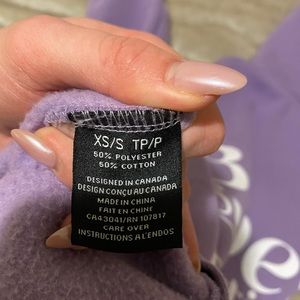 XS/S TP/P
50% POLYESTER
50% COTTON
DESIGNED IN CANADA
DESIGN CONÇU AU CANADA
MADE IN CHINA
FAIT EN CHINE
CA43041/RN 107817
CARE OVER
INSTRUCTIONS À L'ENDOS